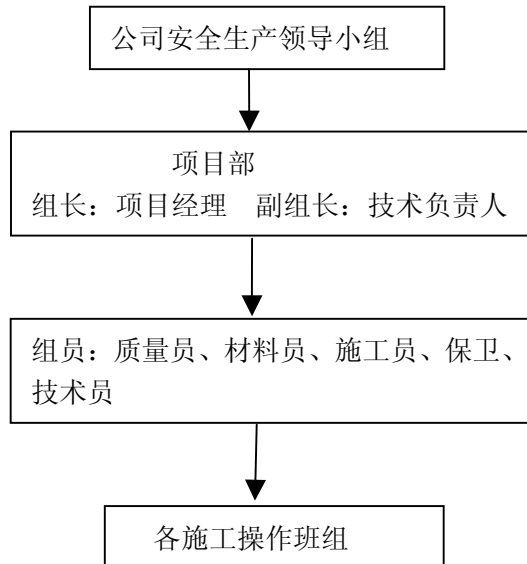 公司安全生产领导小组
项目部
组长：项目经理　副组长：技术负责人
组员：质量员、材料员、施工员、保卫、
技术员
各施工操作班组